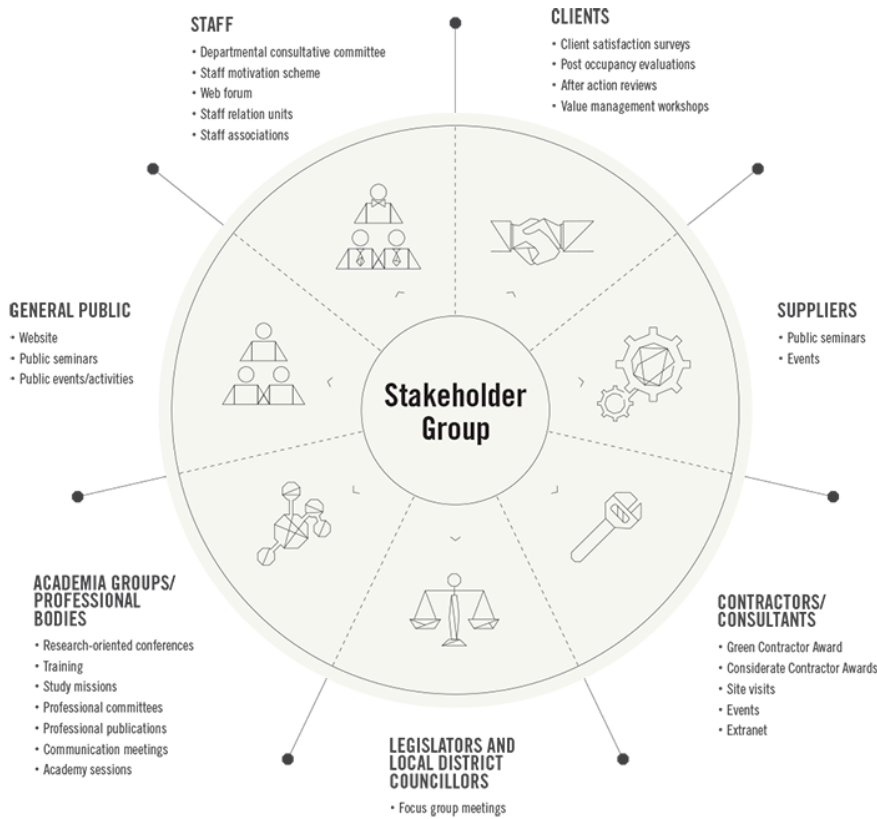 STAFF
• Departmental consultative committee
• Staff motivation scheme
• Web forum
• Staff relation units
• Staff associations
CLIENTS
• Client satisfaction surveys
• Post occupancy evaluations
• After action reviews
• Value management workshops
GENERAL PUBLIC
• Website
• Public seminars
• Public events/activities
Stakeholder
Group
SUPPLIERS
• Public seminars
• Events
ACADEMIA GROUPS/
PROFESSIONAL
BODIES
• Research-oriented conferences
• Training
• Study missions
• Professional committees
• Professional publications
• Communication meetings
• Academy sessions
LEGISLATORS AND
LOCAL DISTRICT
COUNCILLORS
• Focus group meetings
CONTRACTORS/
CONSULTANTS
• Green Contractor Award
• Considerate Contractor Awards
• Site visits
• Events
• Extranet